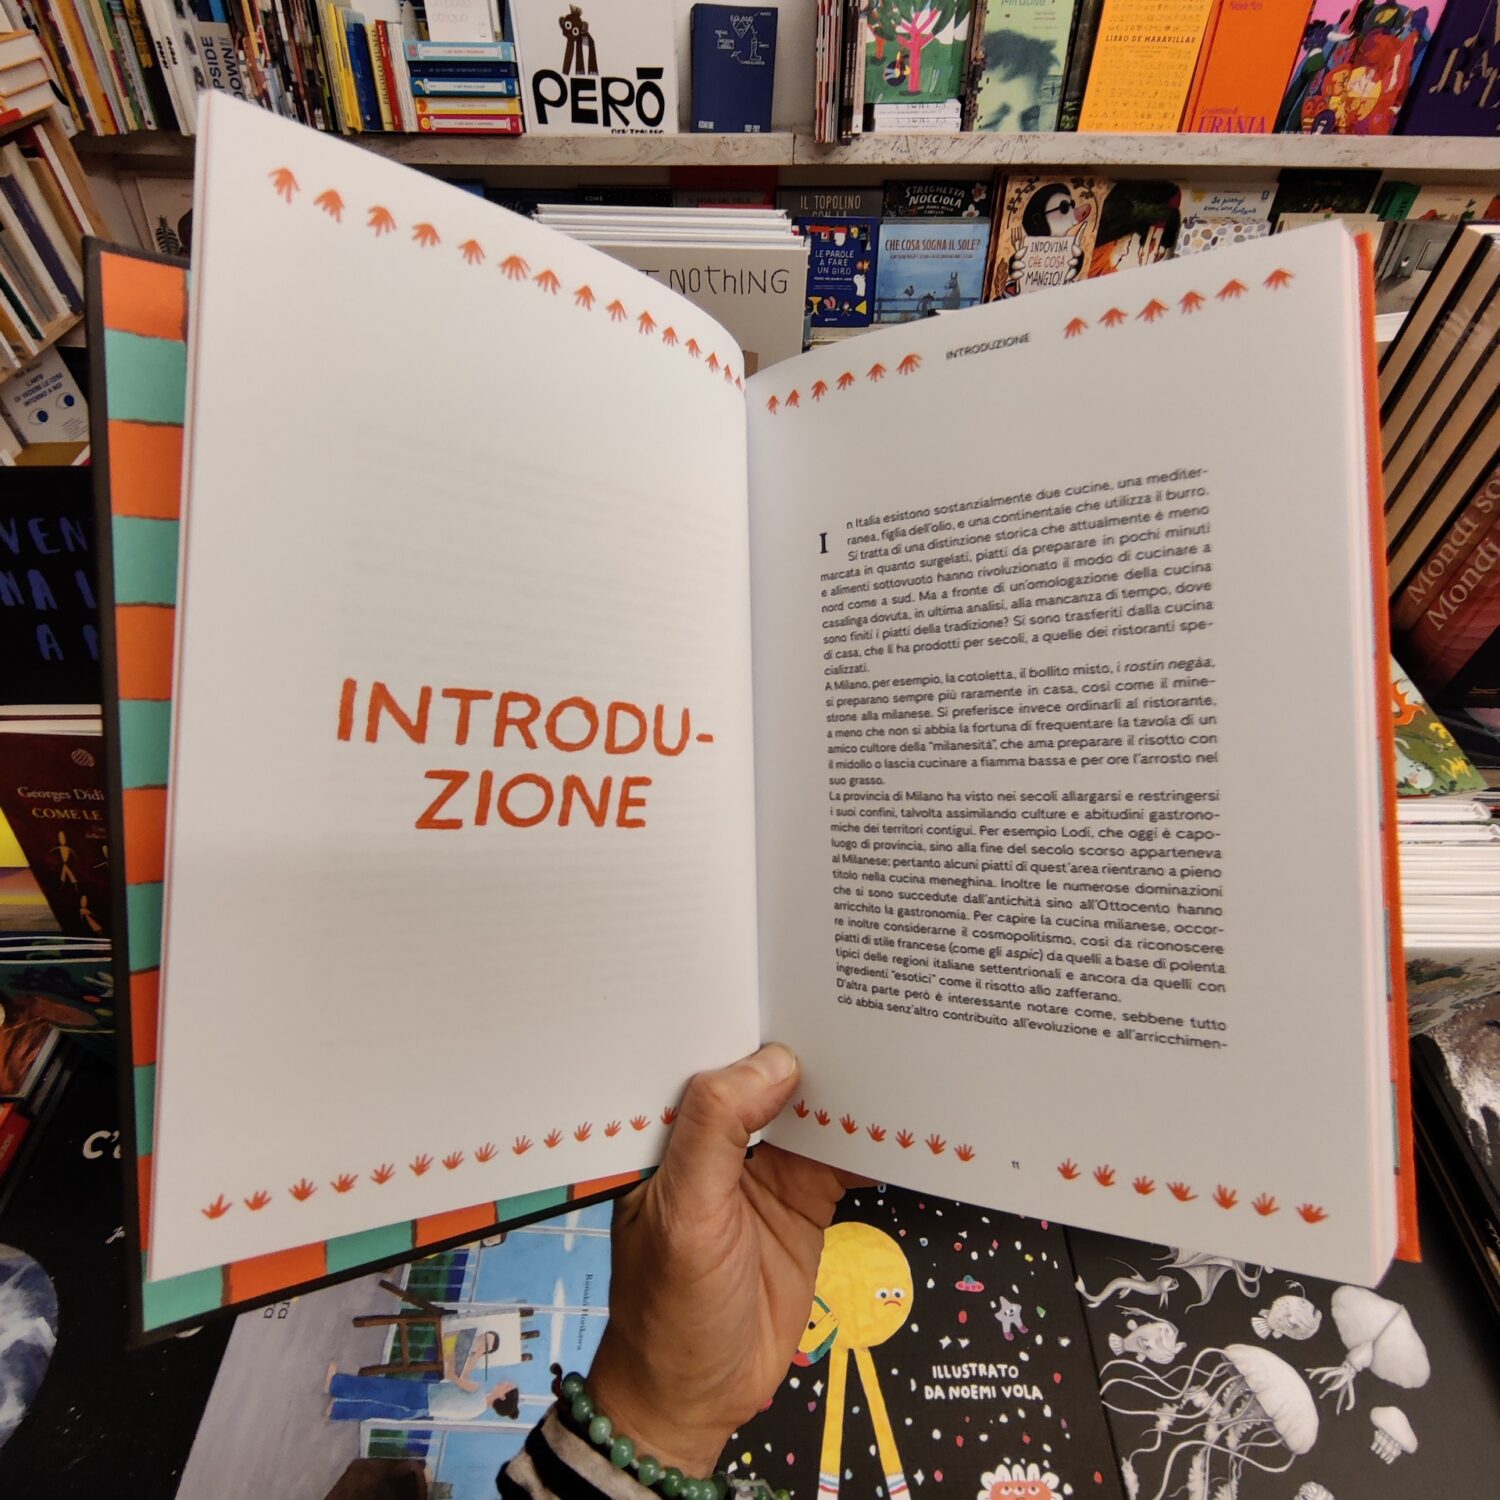 UPSIDE
DOWN
PERÒ
LIBRO DE MARAVILLAS
URANIA
COME
IL TOPOLINO
STREGHETTA
NOCCIOLA
LE PAROLE
A FARE
UN GIRO
CHE COSA SOGNA IL SOLE?
INDOVINA
CHE COSA
MANGIO!
NOTHING
INTRODU-
ZIONE
INTRODUZIONE
In Italia esistono sostanzialmente due cucine, una mediter-
ranea, figlia dell'olio, e una continentale che utilizza il burro.
Si tratta di una distinzione storica che attualmente è meno
marcata in quanto surgelati, piatti da preparare in pochi minuti
e alimenti sottovuoto hanno rivoluzionato il modo di cucinare a
nord come a sud. Ma a fronte di un'omologazione della cucina
casalinga dovuta, in ultima analisi, alla mancanza di tempo, dove
sono finiti i piatti della tradizione? Si sono trasferiti dalla cucina
di casa, che li ha prodotti per secoli, a quelle dei ristoranti spe-
cializzati.
A Milano, per esempio, la cotoletta, il bollito misto, i rostin negàa,
si preparano sempre più raramente in casa, così come il mine-
strone alla milanese. Si preferisce invece ordinarli al ristorante,
a meno che non si abbia la fortuna di frequentare la tavola di un
amico cultore della "milanesità", che ama preparare il risotto con
il midollo o lascia cucinare a fiamma bassa e per ore l'arrosto nel
suo grasso.
La provincia di Milano ha visto nei secoli allargarsi e restringersi
i suoi confini, talvolta assimilando culture e abitudini gastrono-
miche dei territori contigui. Per esempio Lodi, che oggi è capo-
luogo di provincia, sino alla fine del secolo scorso apparteneva
al Milanese; pertanto alcuni piatti di quest'area rientrano a pieno
titolo nella cucina meneghina. Inoltre le numerose dominazioni
che si sono succedute dall'antichità sino all'Ottocento hanno
arricchito la gastronomia. Per capire la cucina milanese, occor-
re inoltre considerarne il cosmopolitismo, così da riconoscere
piatti di stile francese (come gli aspic) da quelli a base di polenta
tipici delle regioni italiane settentrionali e ancora da quelli con
ingredienti "esotici" come il risotto allo zafferano.
D'altra parte però è interessante notare come, sebbene tutto
ciò abbia senz'altro contribuito all'evoluzione e all'arricchimen-
11
Georges Didi
COME LE
Mondi
Mondi
ILLUSTRATO
DA NOEMI VOLA